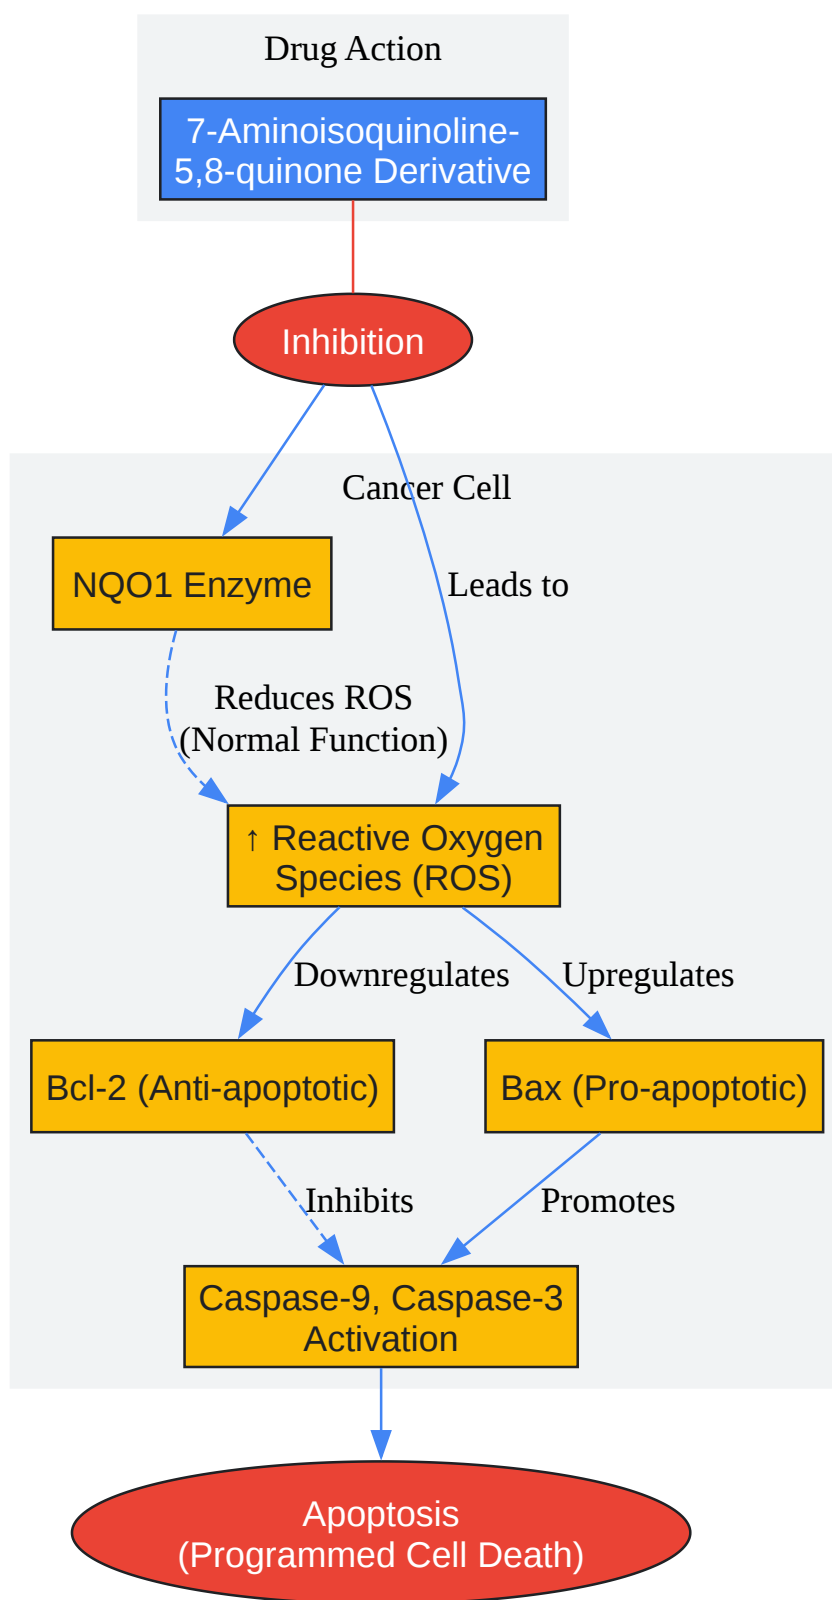 Drug Action
7-Aminoisoquinoline-
5,8-quinone Derivative
Inhibition
Cancer Cell
NQO1 Enzyme
Leads to
Reduces ROS
(Normal Function)
↑ Reactive Oxygen
Species (ROS)
Downregulates
Upregulates
Bcl-2 (Anti-apoptotic)
Bax (Pro-apoptotic)
Inhibits
Promotes
Caspase-9, Caspase-3
Activation
Apoptosis
(Programmed Cell Death)